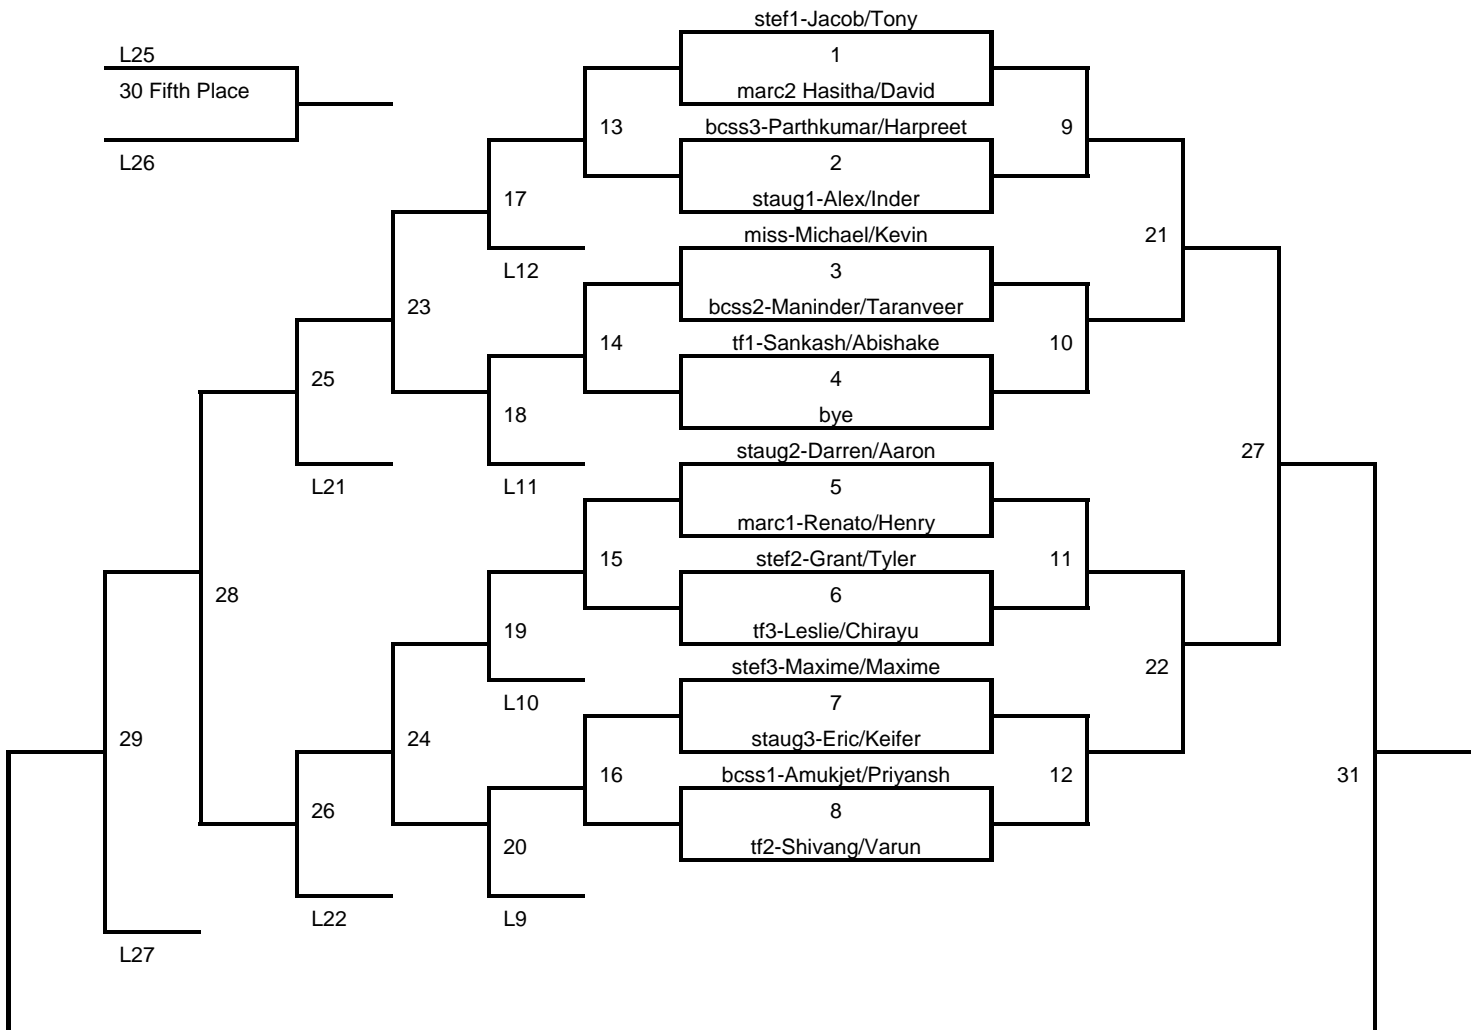 stef1-Jacob/Tony
L25
1
30 Fifth Place
marc2 Hasitha/David
13
bcss3-Parthkumar/Harpreet
9
L26
2
17
staug1-Alex/Inder
miss-Michael/Kevin
21
L12
3
23
bcss2-Maninder/Taranveer
14
tf1-Sankash/Abishake
10
25
4
18
bye
staug2-Darren/Aaron
27
L21
L11
5
marc1-Renato/Henry
15
stef2-Grant/Tyler
11
28
6
19
tf3-Leslie/Chirayu
stef3-Maxime/Maxime
22
L10
7
29
24
staug3-Eric/Keifer
16
bcss1-Amukjet/Priyansh
12
31
26
8
20
tf2-Shivang/Varun
L22
L9
L27